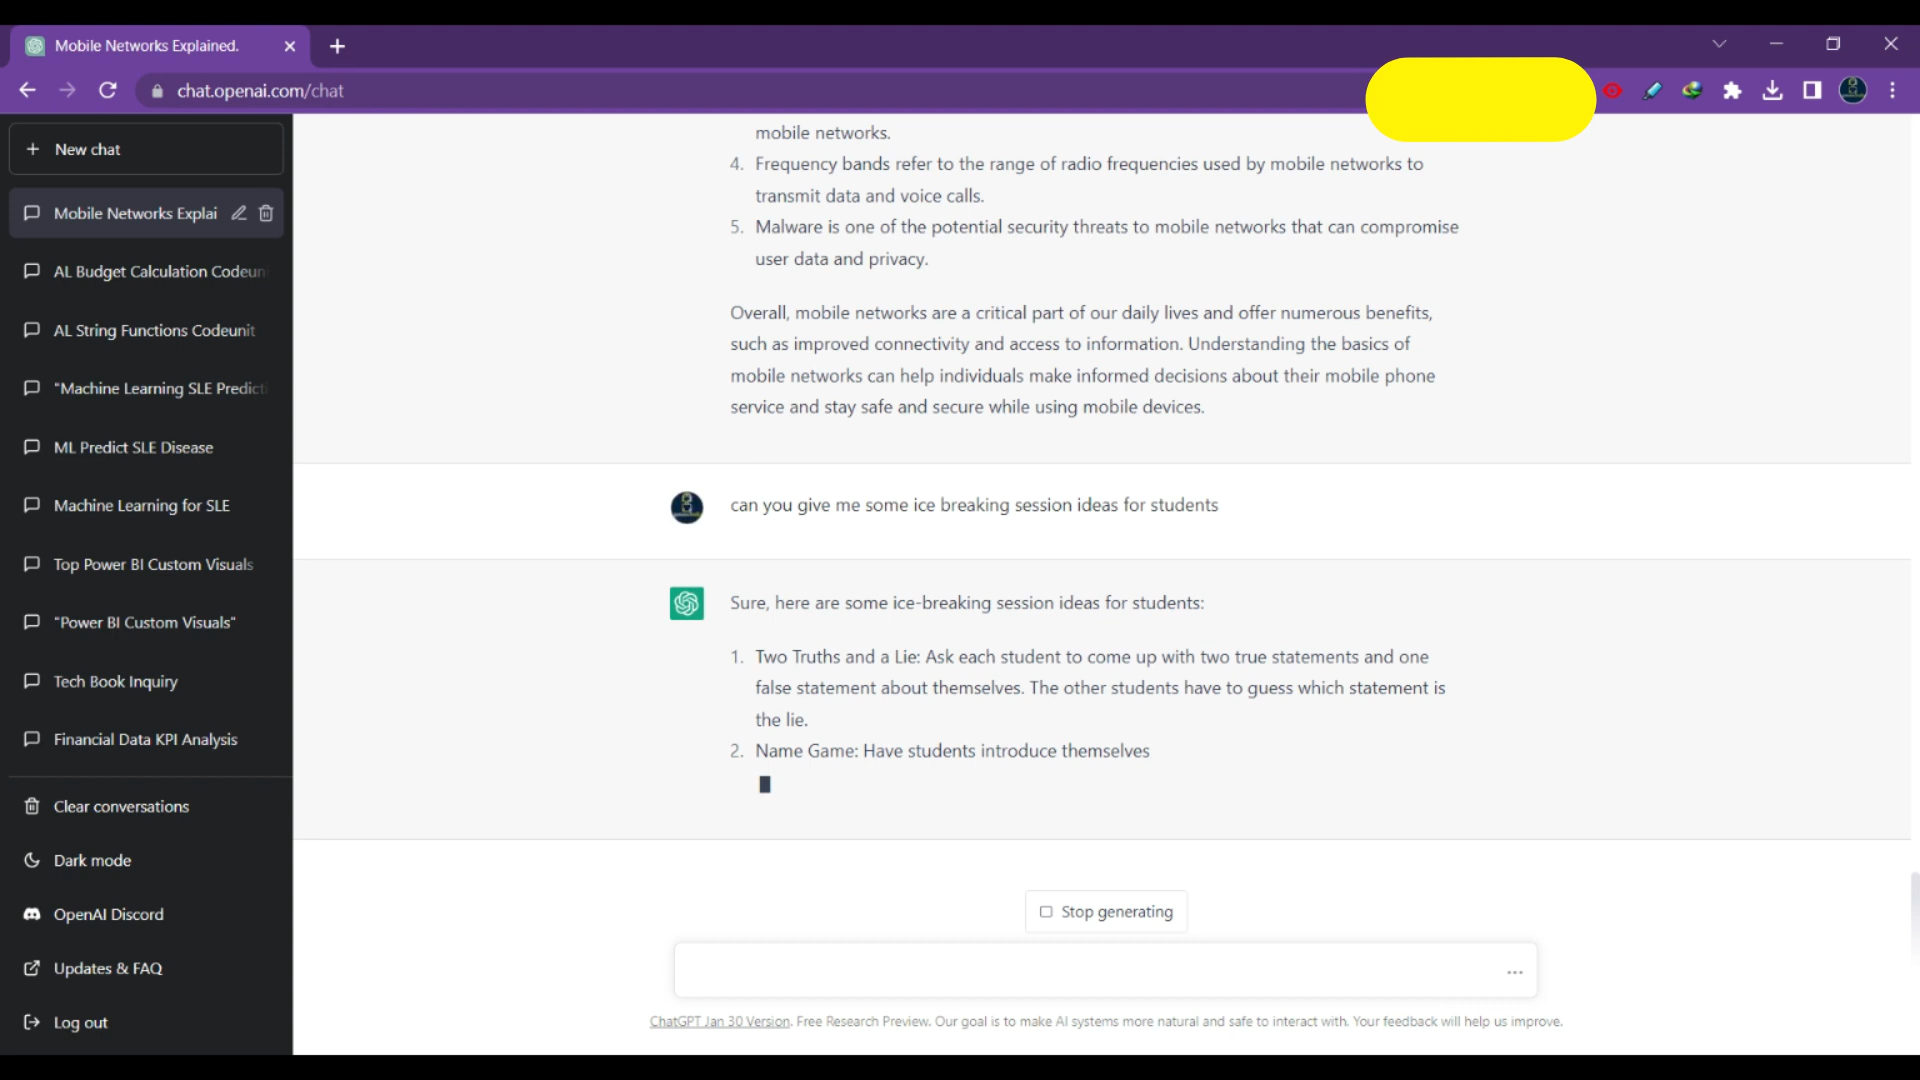 Mobile Networks Explained.
chat.openai.com/chat
New chat
Mobile Networks Explai
AL Budget Calculation Codeuni
AL String Functions Codeunit
"Machine Learning SLE Predicti
ML Predict SLE Disease
Machine Learning for SLE
Top Power BI Custom Visuals
"Power BI Custom Visuals"
Tech Book Inquiry
Financial Data KPI Analysis
Clear conversations
Dark mode
OpenAI Discord
Updates & FAQ
Log out
mobile networks.
4. Frequency bands refer to the range of radio frequencies used by mobile networks to
transmit data and voice calls.
5. Malware is one of the potential security threats to mobile networks that can compromise
user data and privacy.
Overall, mobile networks are a critical part of our daily lives and offer numerous benefits,
such as improved connectivity and access to information. Understanding the basics of
mobile networks can help individuals make informed decisions about their mobile phone
service and stay safe and secure while using mobile devices.
can you give me some ice breaking session ideas for students
Sure, here are some ice-breaking session ideas for students:
1. Two Truths and a Lie: Ask each student to come up with two true statements and one
false statement about themselves. The other students have to guess which statement is
the lie.
2. Name Game: Have students introduce themselves
Stop generating
ChatGPT Jan 30 Version. Free Research Preview. Our goal is to make AI systems more natural and safe to interact with. Your feedback will help us improve.